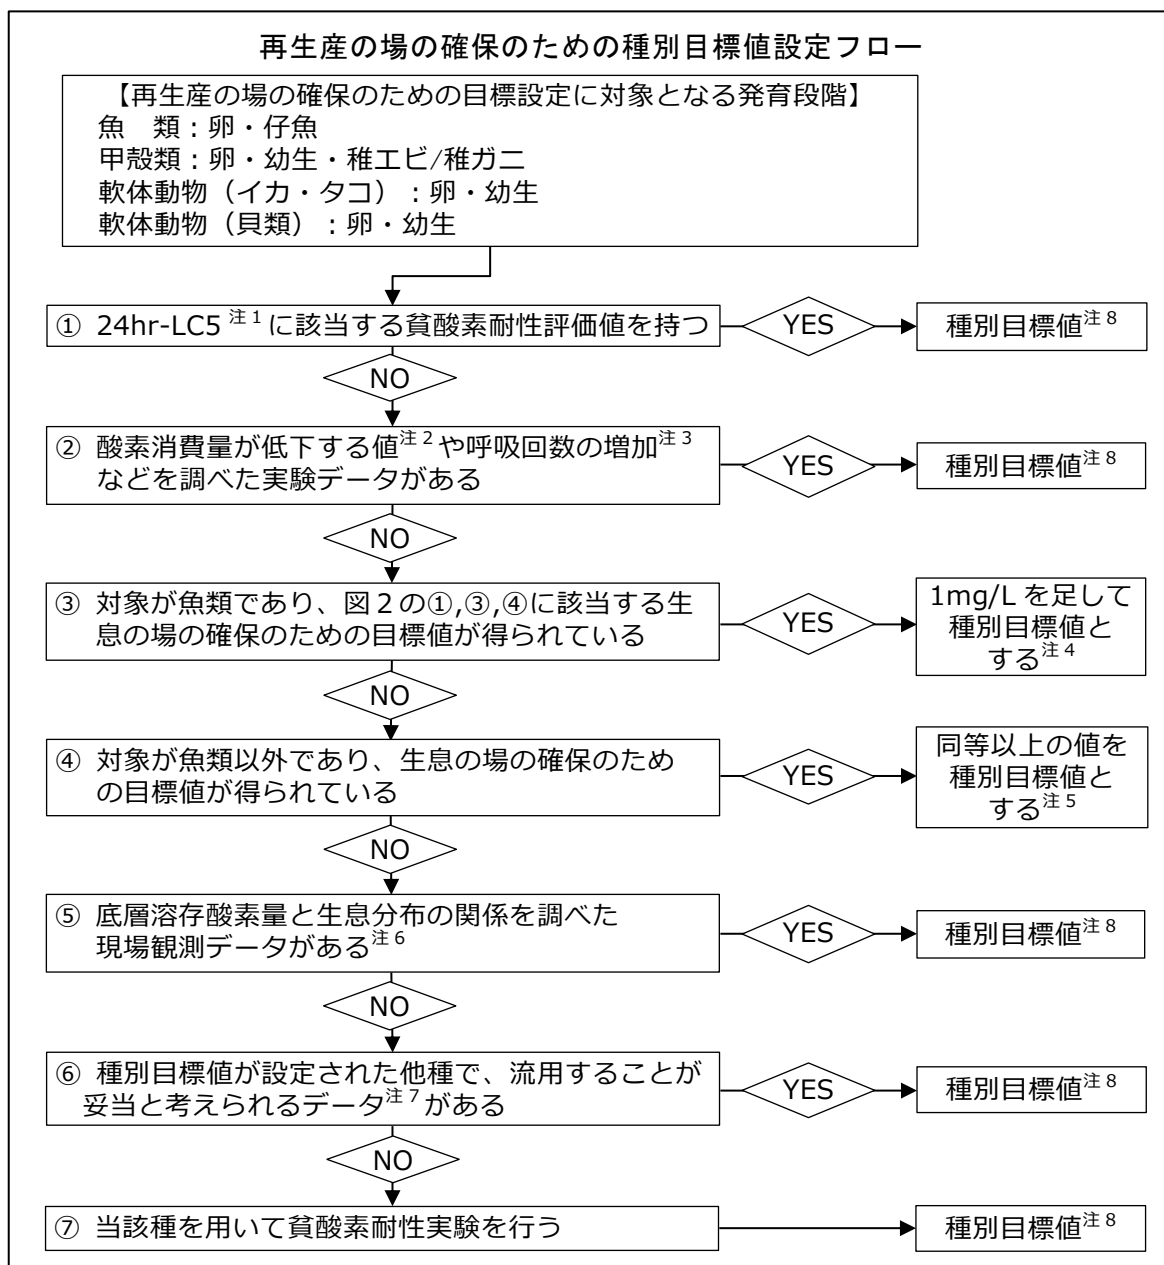 再生産の場の確保のための種別目標値設定フロー
【再生産の場の確保のための目標設定に対象となる発育段階】
魚　類：卵・仔魚
甲殻類：卵・幼生・稚エビ/稚ガニ
軟体動物（イカ・タコ）：卵・幼生
軟体動物（貝類）：卵・幼生
① 24hr-LC5 注1 に該当する貧酸素耐性評価値を持つ
YES
種別目標値注8
NO
② 酸素消費量が低下する値注2や呼吸回数の増加注3
などを調べた実験データがある
YES
種別目標値注8
NO
③ 対象が魚類であり、図２の①,③,④に該当する生
息の場の確保のための目標値が得られている
YES
1mg/L を足して
種別目標値と
する注4
NO
④ 対象が魚類以外であり、生息の場の確保のため
の目標値が得られている
YES
同等以上の値を
種別目標値と
する注5
NO
⑤ 底層溶存酸素量と生息分布の関係を調べた
現場観測データがある注6
YES
種別目標値注8
NO
⑥ 種別目標値が設定された他種で、流用することが
妥当と考えられるデータ注7がある
YES
種別目標値注8
NO
⑦ 当該種を用いて貧酸素耐性実験を行う
種別目標値注8